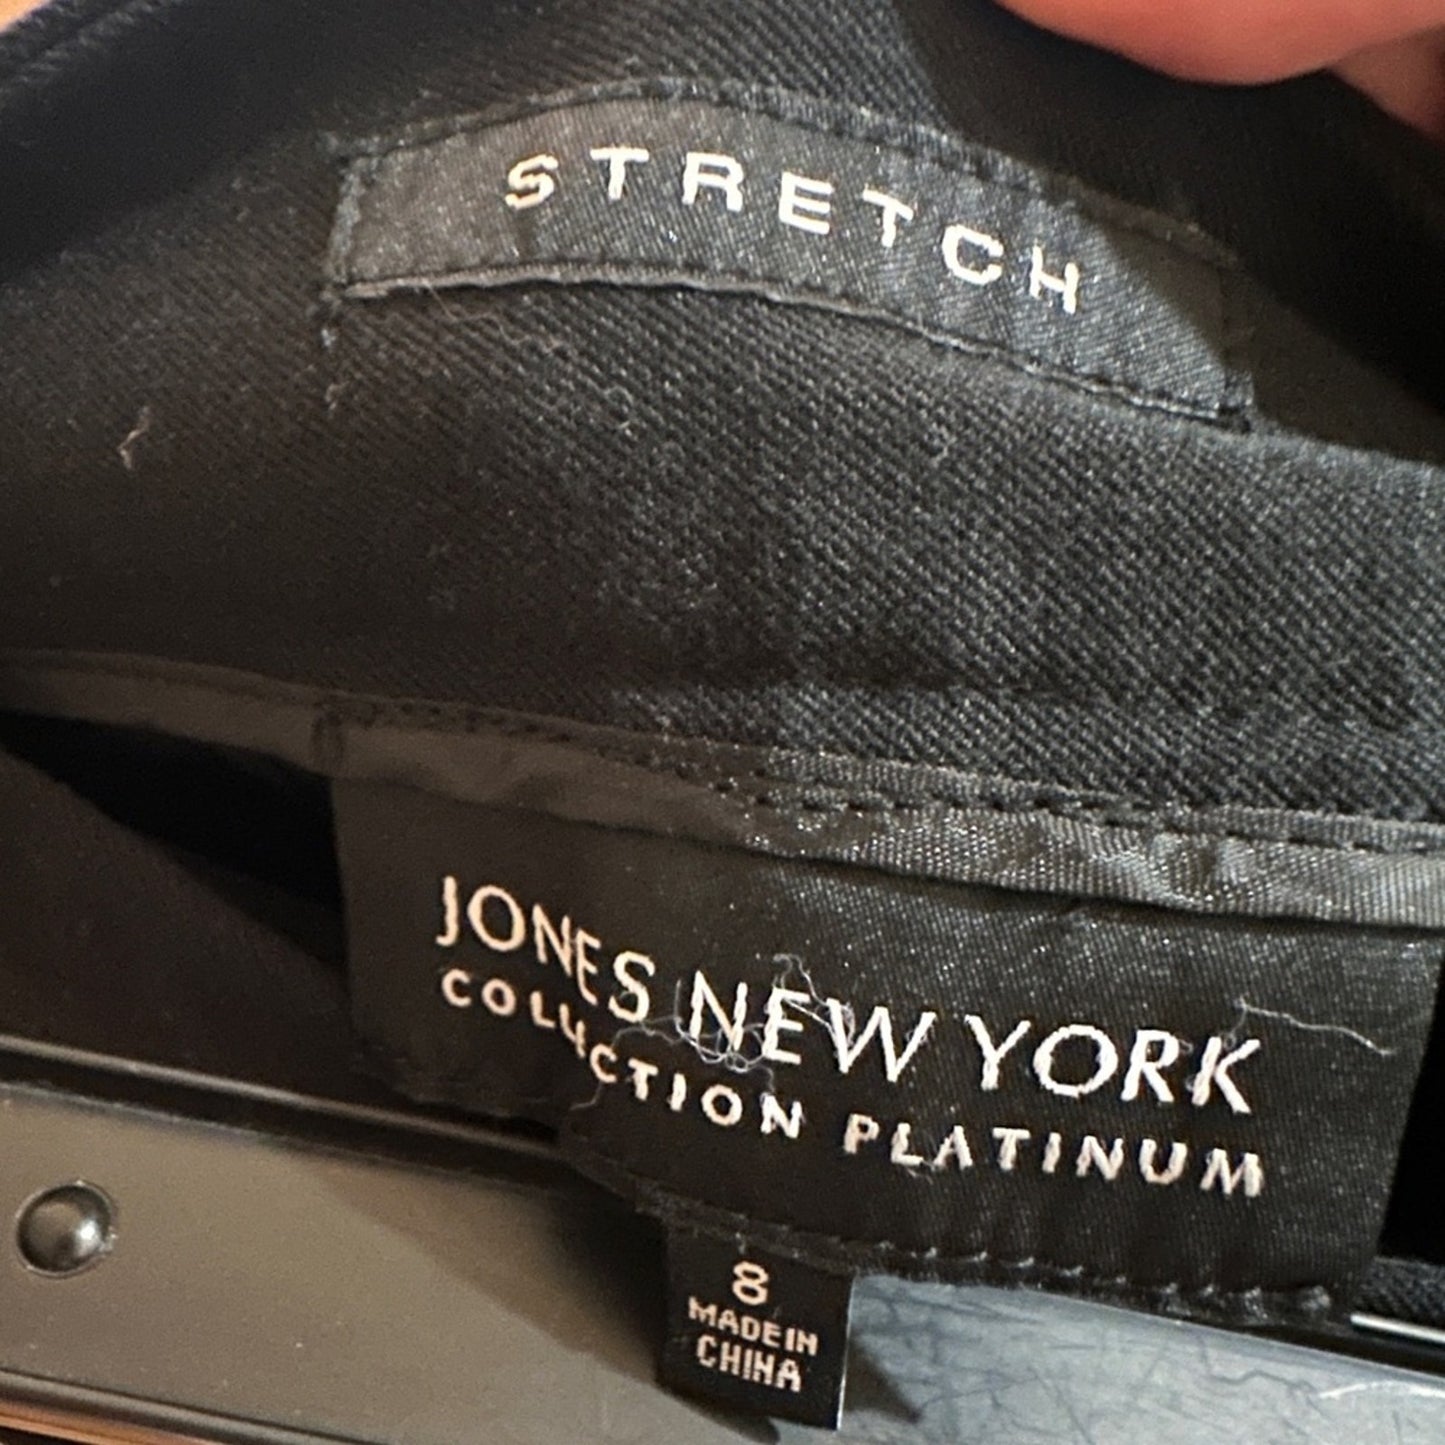 STRETCH
JONES NEW YORK
COLLECTION PLATINUM
8
MADE IN
CHINA